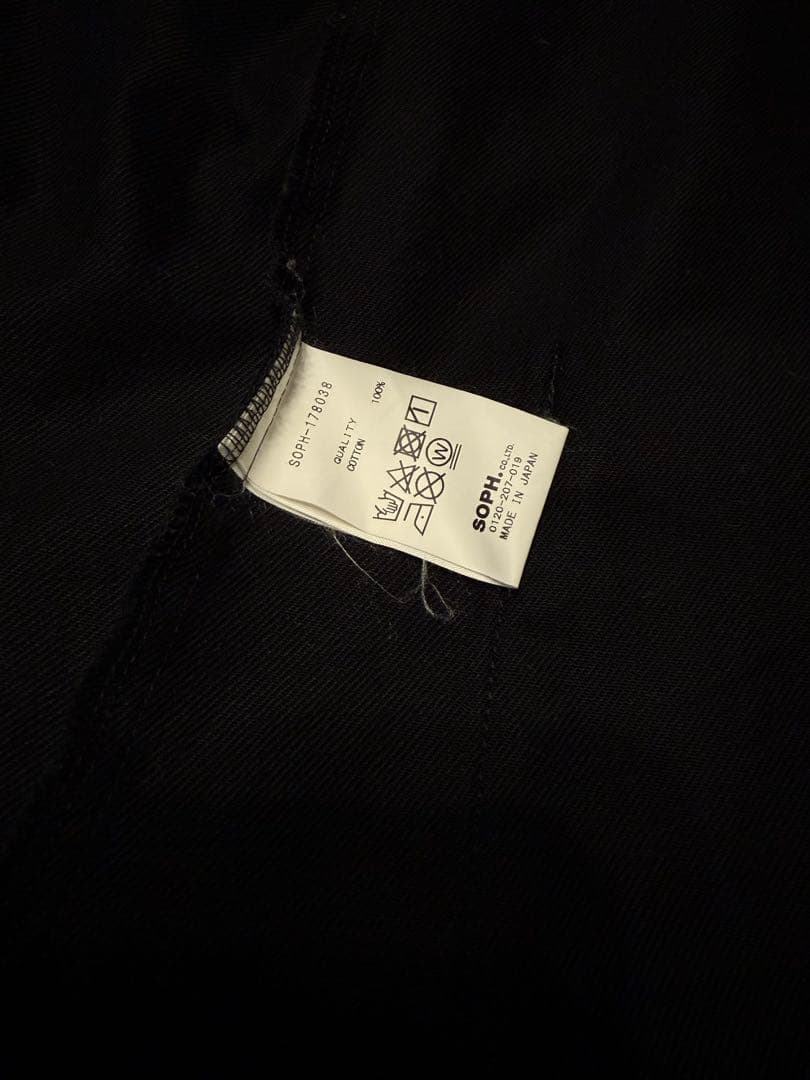 SOPH-178038
QUALITY
COTTON 100%
W
SOPH. CO.,LTD.
0120-207-019
MADE IN JAPAN